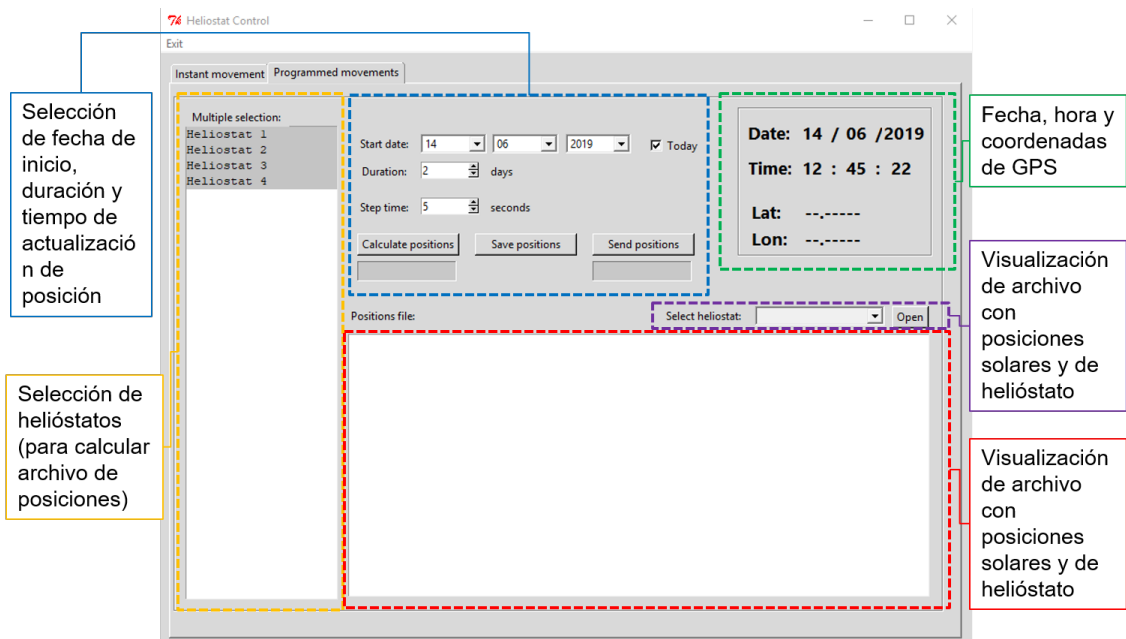 Heliostat Control
Exit
Instant movement
Programmed movements
Selección
de fecha de
inicio,
duración y
tiempo de
actualizació
n de
posición
Selección de
helióstatos
(para calcular
archivo de
posiciones)
Multiple selection:
Heliostat 1
Heliostat 2
Heliostat 3
Heliostat 4
Start date: 14 06 2019 Today
Duration: 2 days
Step time: 5 seconds
Calculate positions Save positions Send positions
Date: 14 / 06 /2019
Time: 12 : 45 : 22
Lat: --.-----
Lon: --.-----
Positions file:
Select heliostat: Open
Fecha, hora y
coordenadas
de GPS
Visualización
de archivo
con
posiciones
solares y de
helióstato
Visualización
de archivo
con
posiciones
solares y de
helióstato